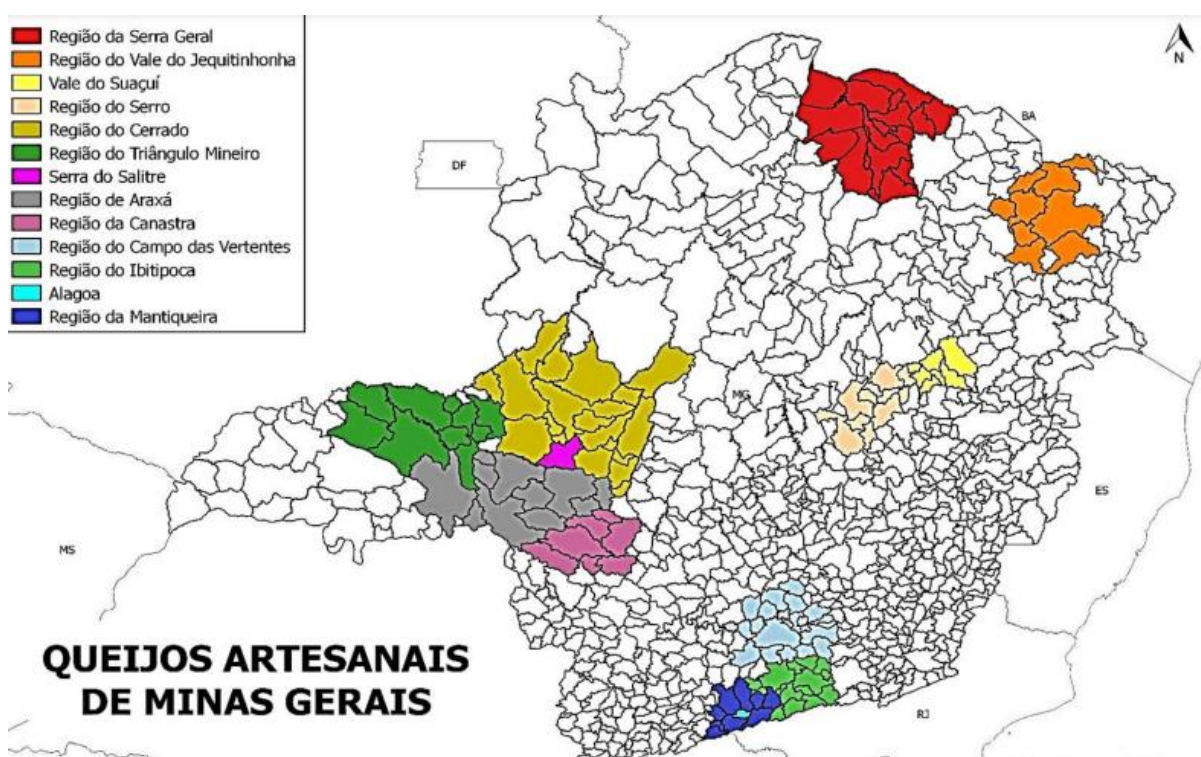 Região da Serra Geral
Região do Vale do Jequitinhonha
Vale do Suaçuí
Região do Serro
Região do Cerrado
Região do Triângulo Mineiro
Serra do Salitre
Região de Araxá
Região da Canastra
Região do Campo das Vertentes
Região do Ibitipoca
Alagoa
Região da Mantiqueira
N
BA
DF
MG
ES
MS
QUEIJOS ARTESANAIS
DE MINAS GERAIS
RJ